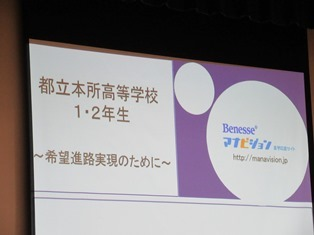 都立本所高等学校
1・2年生
～希望進路実現のために～
Benesse®
マナビジョン
http://manavision.jp